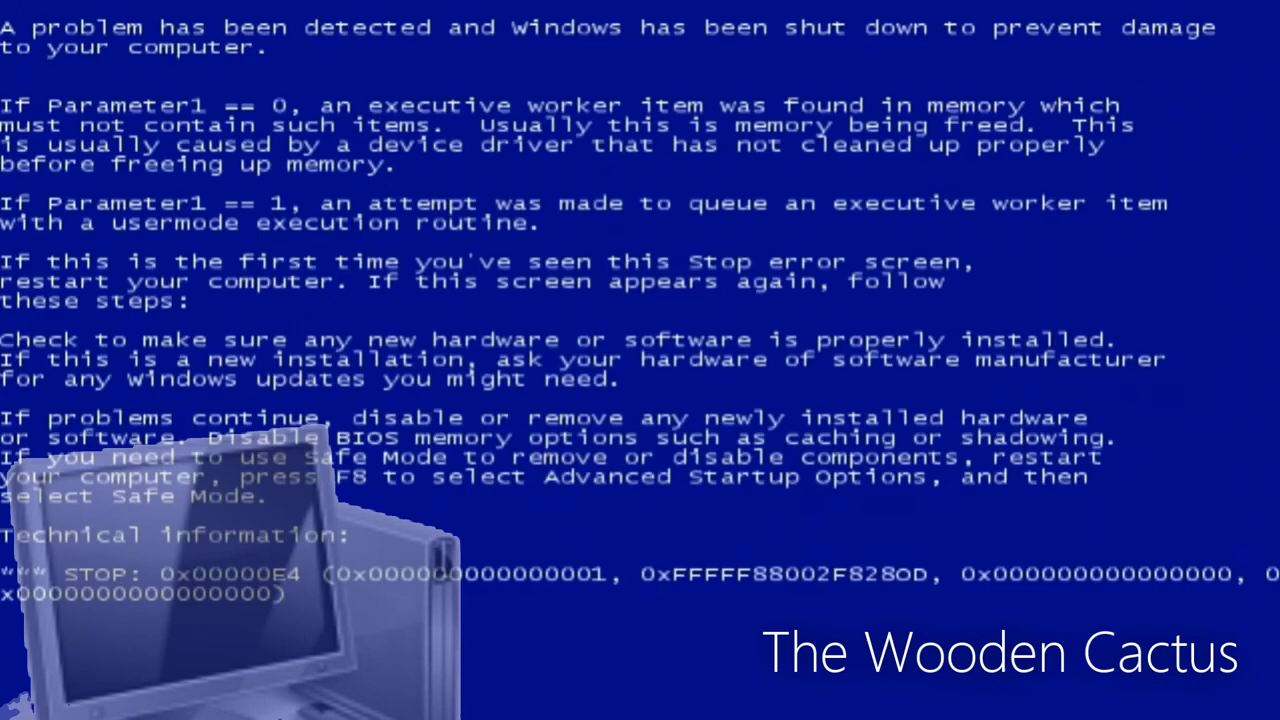 A problem has been detected and Windows has been shut down to prevent damage
to your computer.
If Parameter1 == 0, an executive worker item was found in memory which
must not contain such items.  Usually this is memory being freed.  This
is usually caused by a device driver that has not cleaned up properly
before freeing up memory.
If Parameter1 == 1, an attempt was made to queue an executive worker item
with a usermode execution routine.
If this is the first time you've seen this Stop error screen,
restart your computer. If this screen appears again, follow
these steps:
Check to make sure any new hardware or software is properly installed.
If this is a new installation, ask your hardware of software manufacturer
for any Windows updates you might need.
If problems continue, disable or remove any newly installed hardware
or software. Disable BIOS memory options such as caching or shadowing.
If you need to use Safe Mode to remove or disable components, restart
your computer, press F8 to select Advanced Startup Options, and then
select Safe Mode.
Technical information:
*** STOP: 0x000000E4 (0x0000000000000001, 0xFFFFF88002F8280D, 0x0000000000000000, 0
x0000000000000000)
The Wooden Cactus